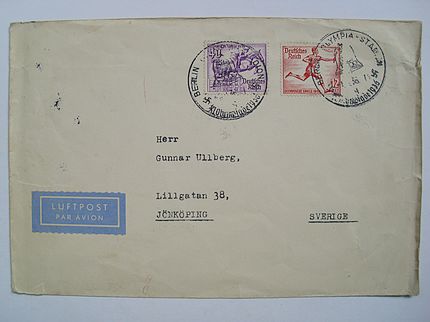 BERLIN
Deutsches
Reich
Deutsches
Reich
OLYMPIA-STADION
Herr
Gunnar Ullberg,
Lillgatan 38,
JÖNKÖPING SVERIGE
LUFTPOST
PAR AVION